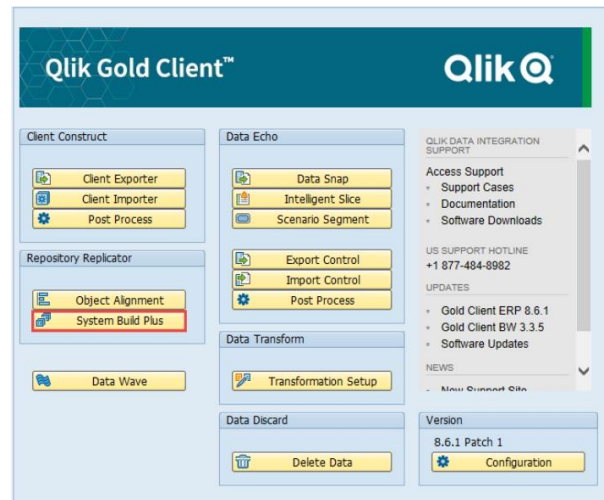 Qlik Gold Client™
Qlik
Client Construct
Client Exporter
Client Importer
Post Process
Repository Replicator
Object Alignment
System Build Plus
Data Wave
Data Echo
Data Snap
Intelligent Slice
Scenario Segment
Export Control
Import Control
Post Process
Data Transform
Transformation Setup
Data Discard
Delete Data
QLIK DATA INTEGRATION
SUPPORT
Access Support
Support Cases
Documentation
Software Downloads
US SUPPORT HOTLINE
+1 877-484-8982
UPDATES
Gold Client ERP 8.6.1
Gold Client BW 3.3.5
Software Updates
NEWS
New Support Site
Version
8.6.1 Patch 1
Configuration